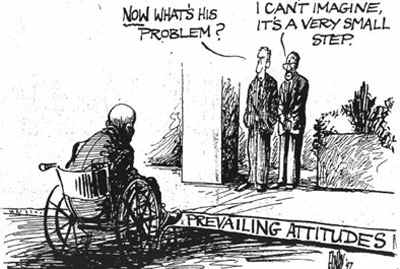 NOW WHAT'S HIS
PROBLEM?
I CAN'T IMAGINE,
IT'S A VERY SMALL
STEP.
PREVAILING ATTITUDES